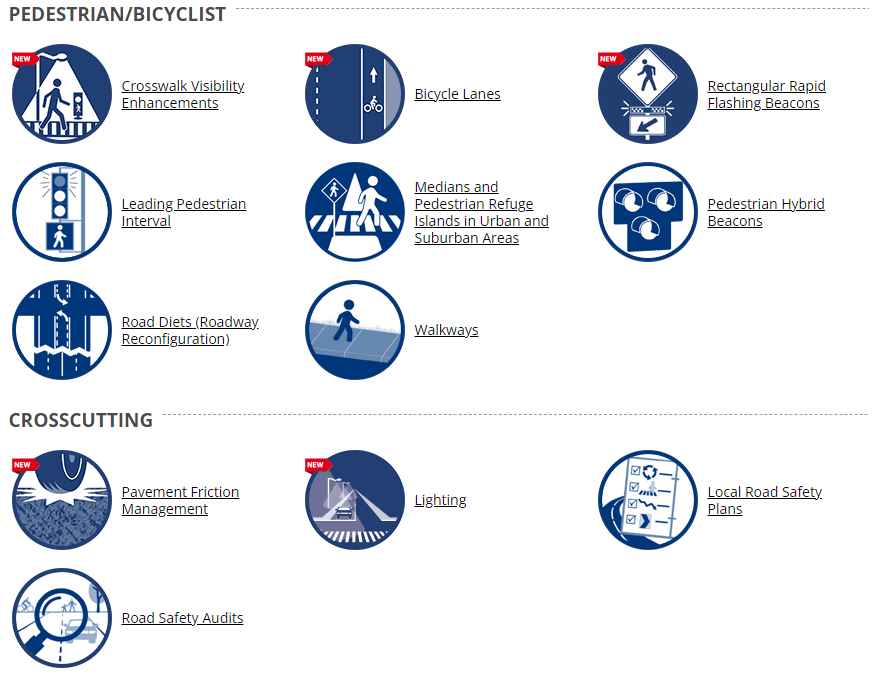 PEDESTRIAN/BICYCLIST
NEW
Crosswalk Visibility
Enhancements
NEW
Bicycle Lanes
NEW
Rectangular Rapid
Flashing Beacons
Leading Pedestrian
Interval
Medians and
Pedestrian Refuge
Islands in Urban and
Suburban Areas
Pedestrian Hybrid
Beacons
Road Diets (Roadway
Reconfiguration)
Walkways
CROSSCUTTING
NEW
Pavement Friction
Management
NEW
Lighting
Local Road Safety
Plans
Road Safety Audits